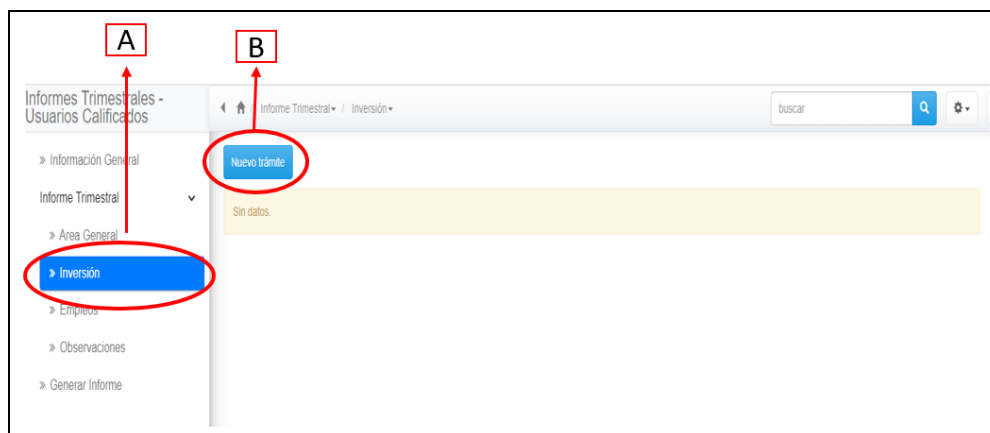 A
B
Informes Trimestrales -
Usuarios Calificados
/ Informe Trimestral / Inversión
buscar
» Información General
Nuevo trámite
Informe Trimestral
Sin datos.
» Area General
» Inversión
» Empleos
» Observaciones
» Generar Informe